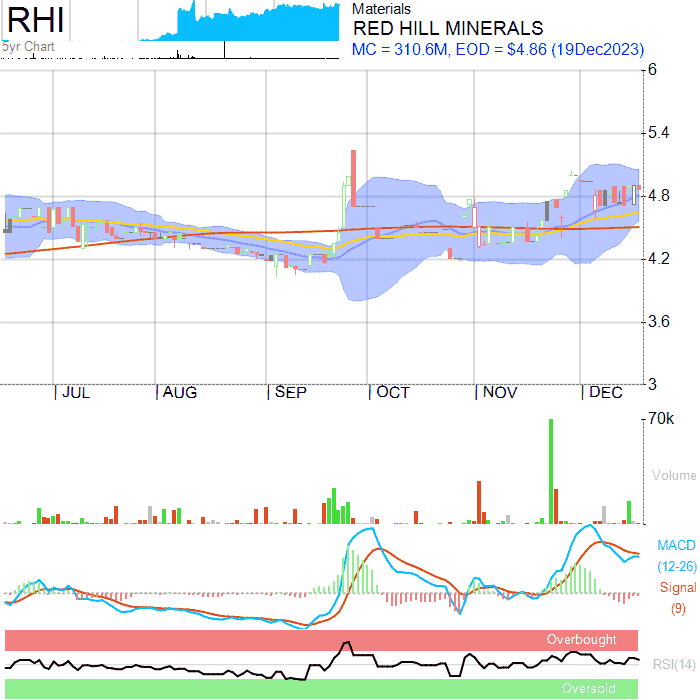 RHI
5yr Chart
Materials
RED HILL MINERALS
MC = 310.6M, EOD = $4.86 (19Dec2023)
6
5.4
4.8
4.2
3.6
3
JUL AUG SEP OCT NOV DEC
70k
Volume
MACD
(12-26)
Signal
(9)
Overbought
RSI(14)
Oversold